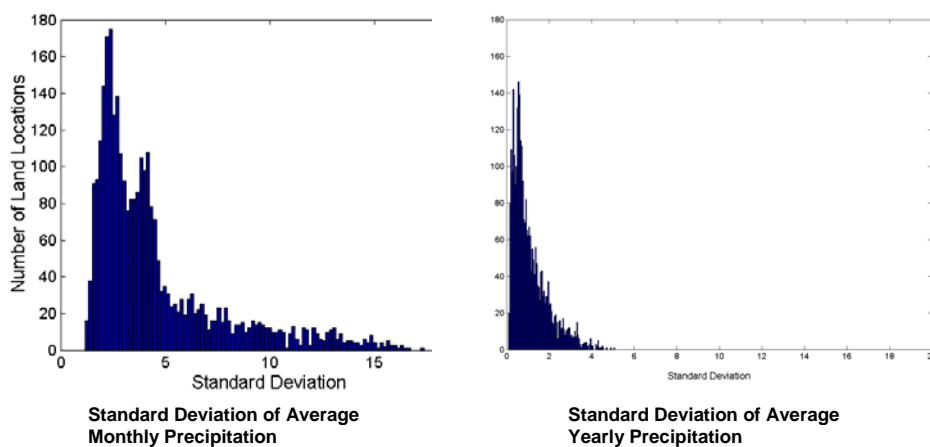 180
160
140
120
100
80
60
40
20
0
Number of Land Locations
0 5 10 15
Standard Deviation
Standard Deviation of Average
Monthly Precipitation
180
160
140
120
100
80
60
40
20
0
0 2 4 6 8 10 12 14 16 18 2
Standard Deviation
Standard Deviation of Average
Yearly Precipitation